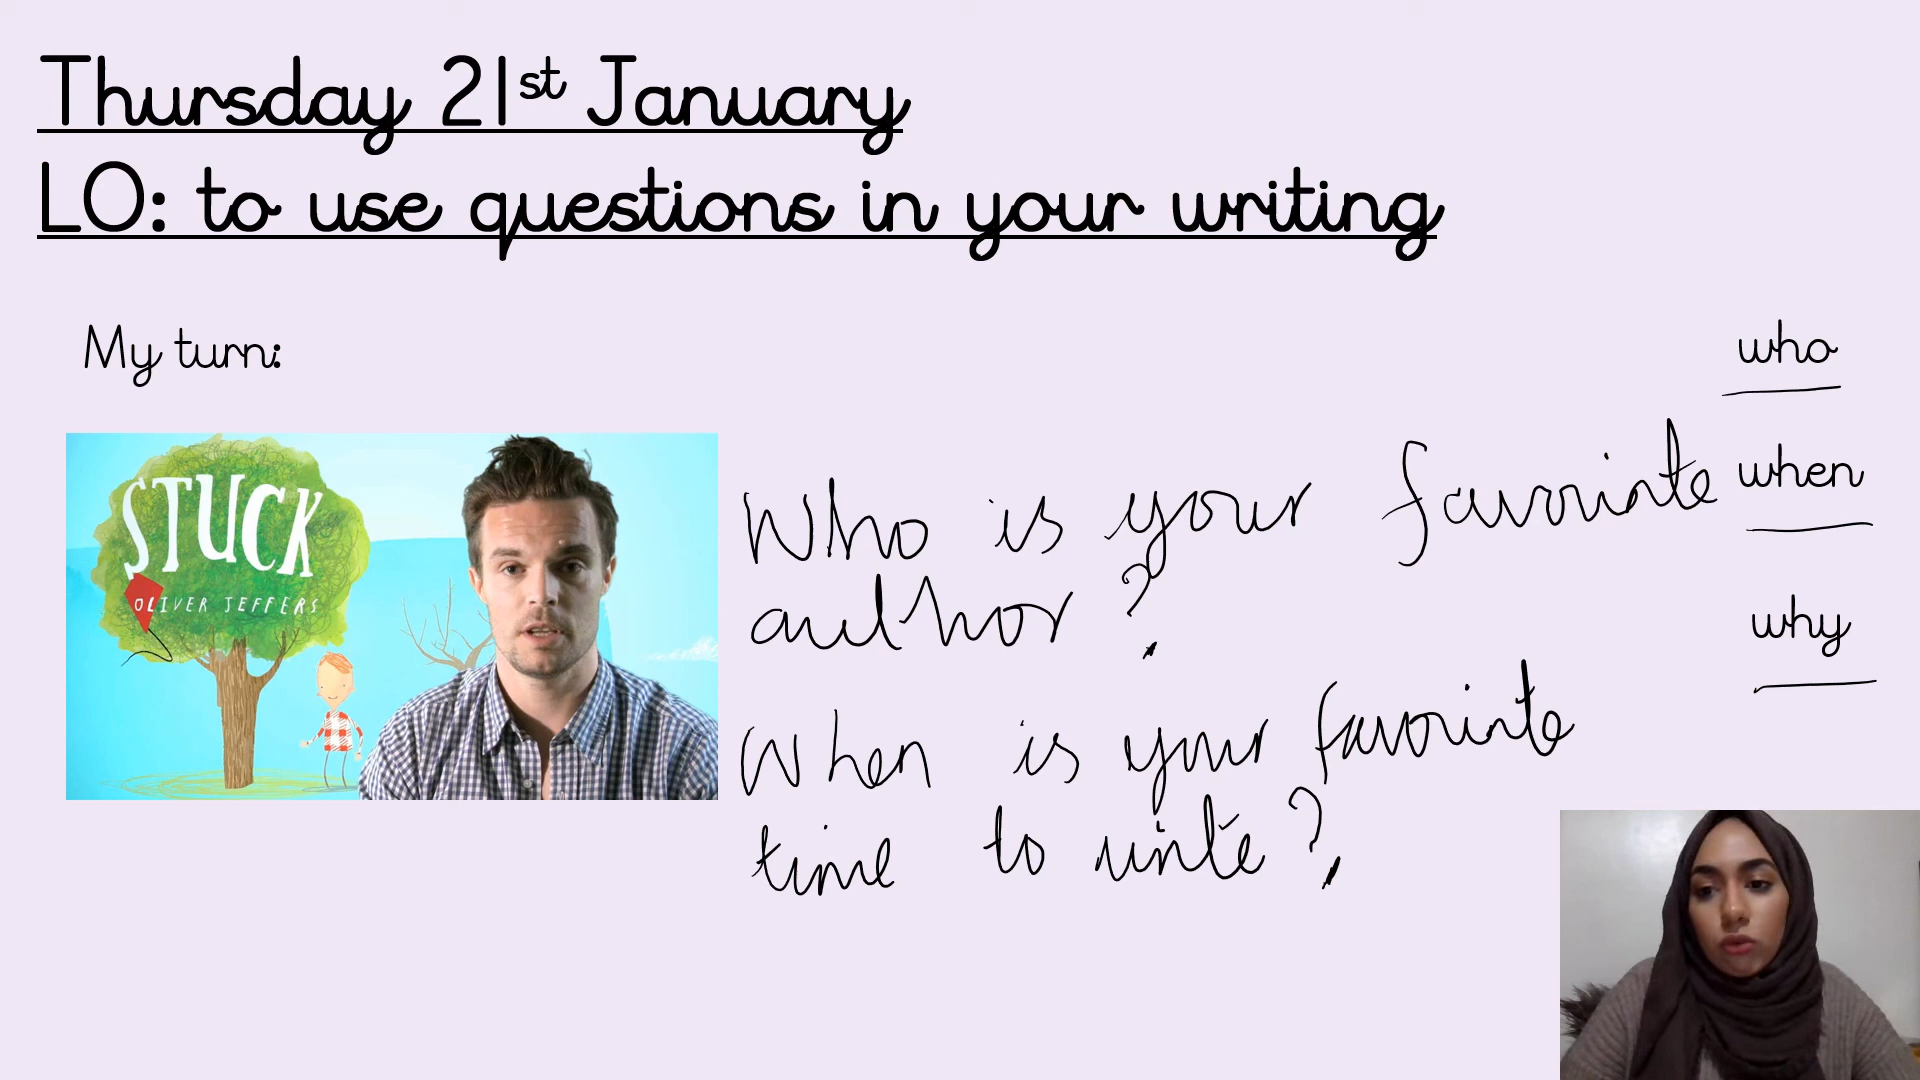 Thursday 21st January
LO: to use questions in your writing
My turn:
STUCK
OLIVER JEFFERS
Who is your favourite
author?
When is your favourite
time to write?
who
when
why